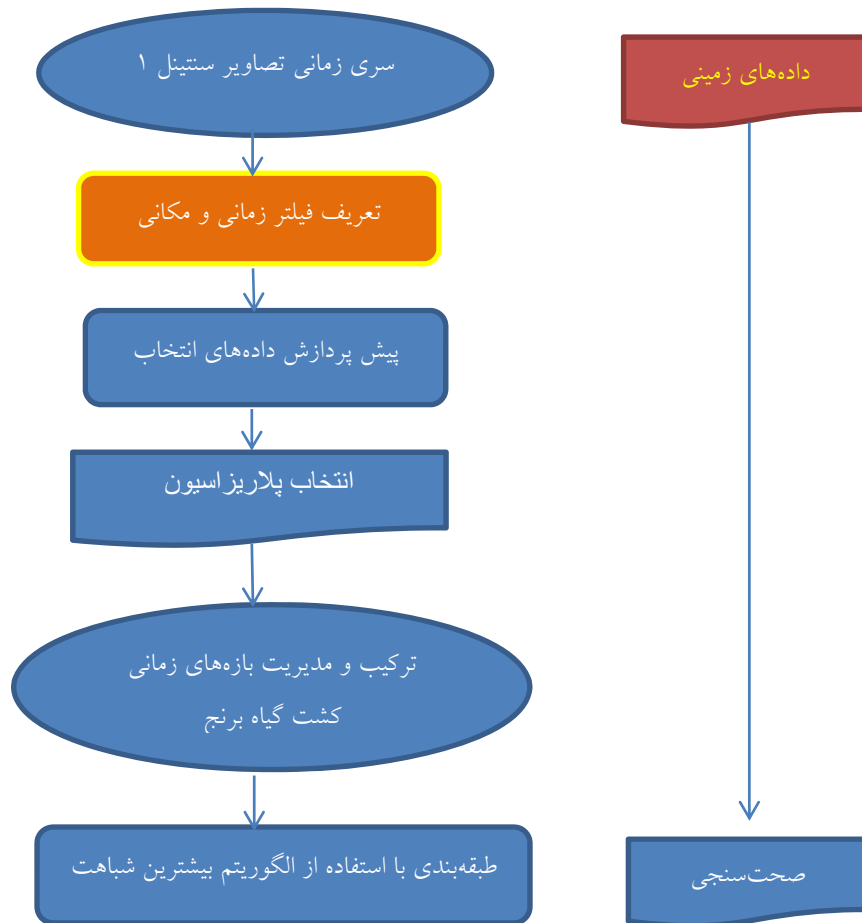 سری زمانی تصاویر سنتینل ۱
داده‌های زمینی
تعریف فیلتر زمانی و مکانی
پیش پردازش داده‌های انتخاب
انتخاب پلاریزاسیون
ترکیب و مدیریت بازه‌های زمانی
کشت گیاه برنج
طبقه‌بندی با استفاده از الگوریتم بیشترین شباهت
صحت‌سنجی